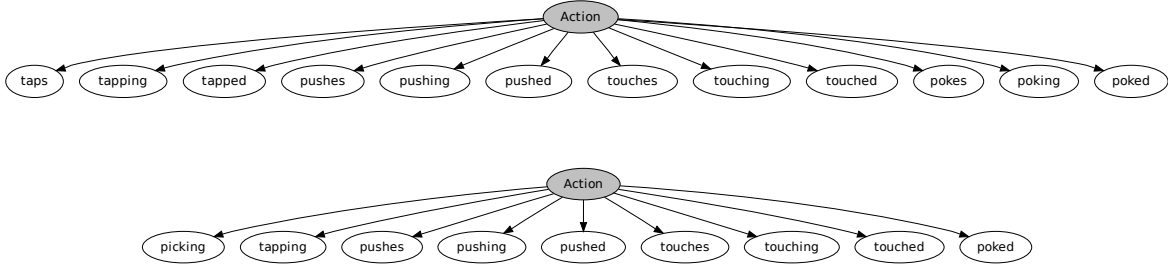 Action
taps tapping tapped pushes pushing pushed touches touching touched pokes poking poked
Action
picking tapping pushes pushing pushed touches touching touched poked